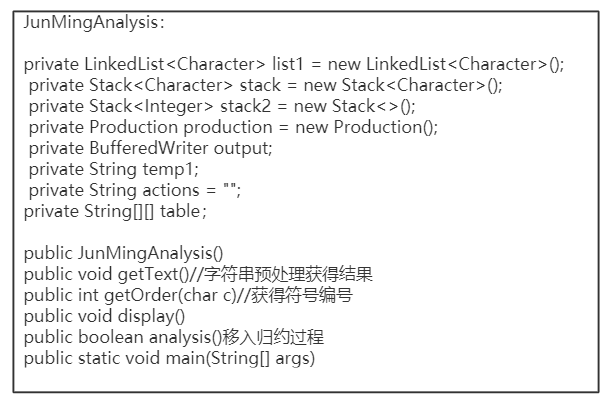 JunMingAnalysis：
private LinkedList<Character> list1 = new LinkedList<Character>();
private Stack<Character> stack = new Stack<Character>();
private Stack<Integer> stack2 = new Stack<>();
private Production production = new Production();
private BufferedWriter output;
private String temp1;
private String actions = "";
private String[][] table；
public JunMingAnalysis()
public void getText()//字符串预处理获得结果
public int getOrder(char c)//获得符号编号
public void display()
public boolean analysis()移入归约过程
public static void main(String[] args)